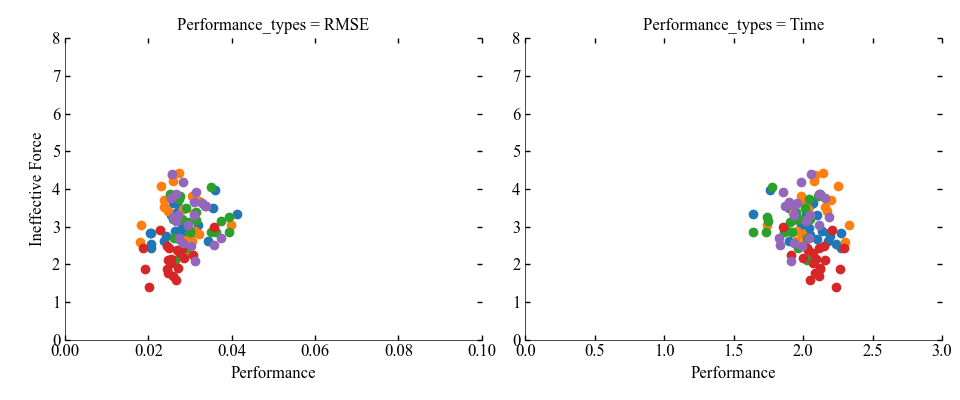 Performance_types = RMSE
Performance_types = Time
Ineffective Force
8
7
6
5
4
3
2
1
0
0.00 0.02 0.04 0.06 0.08 0.10
Performance
8
7
6
5
4
3
2
1
0
0.0 0.5 1.0 1.5 2.0 2.5 3.0
Performance